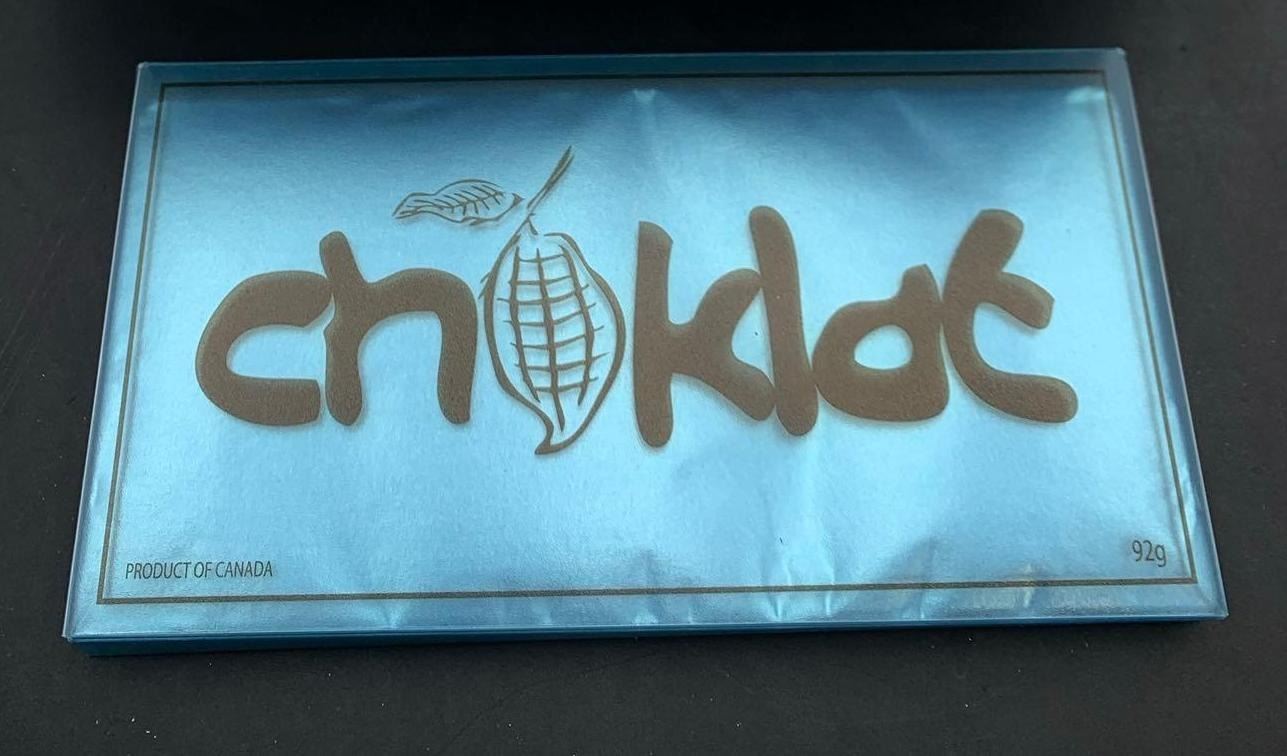 choklat
PRODUCT OF CANADA
92g